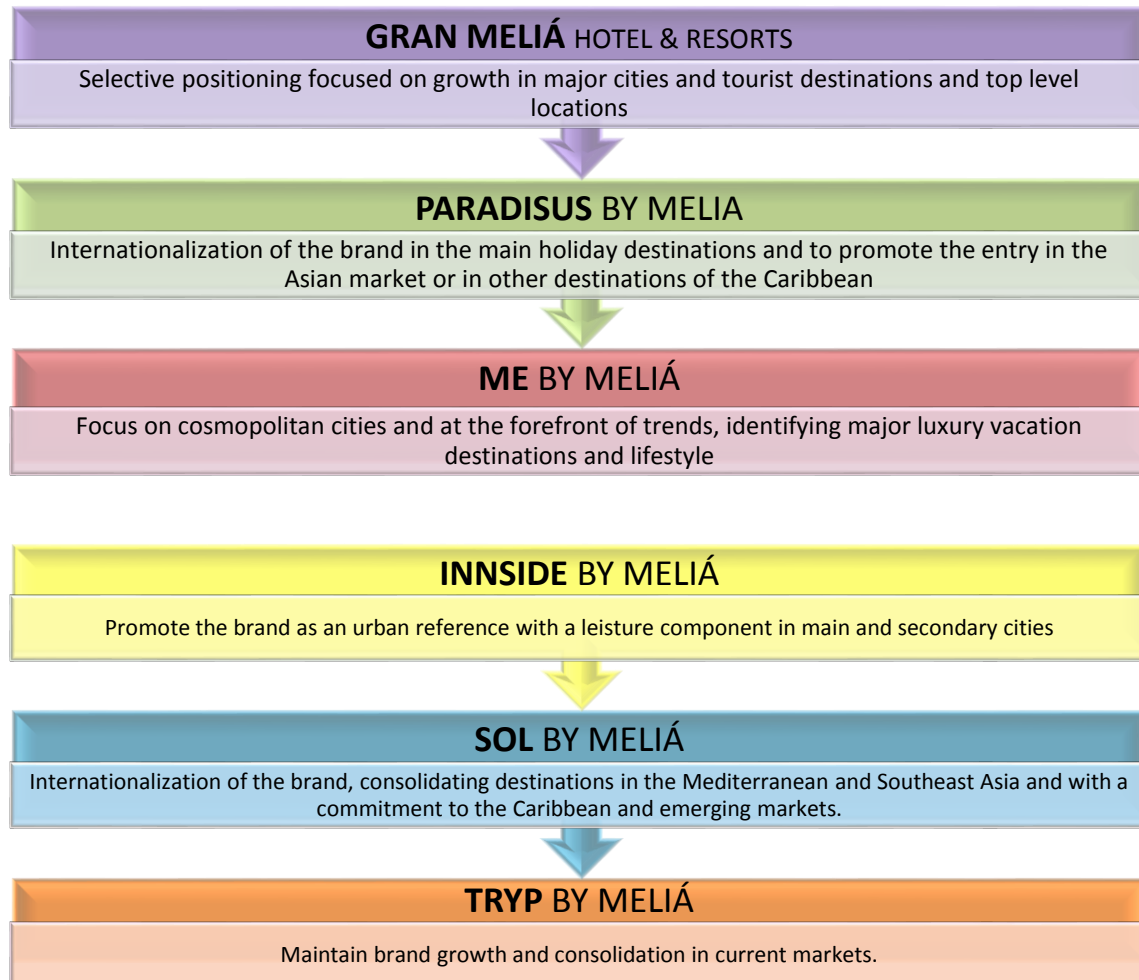 GRAN MELIÁ HOTEL & RESORTS
Selective positioning focused on growth in major cities and tourist destinations and top level
locations
PARADISUS BY MELIA
Internationalization of the brand in the main holiday destinations and to promote the entry in the
Asian market or in other destinations of the Caribbean
ME BY MELIÁ
Focus on cosmopolitan cities and at the forefront of trends, identifying major luxury vacation
destinations and lifestyle
INNSIDE BY MELIÁ
Promote the brand as an urban reference with a leisture component in main and secondary cities
SOL BY MELIÁ
Internationalization of the brand, consolidating destinations in the Mediterranean and Southeast Asia and with a
commitment to the Caribbean and emerging markets.
TRYP BY MELIÁ
Maintain brand growth and consolidation in current markets.